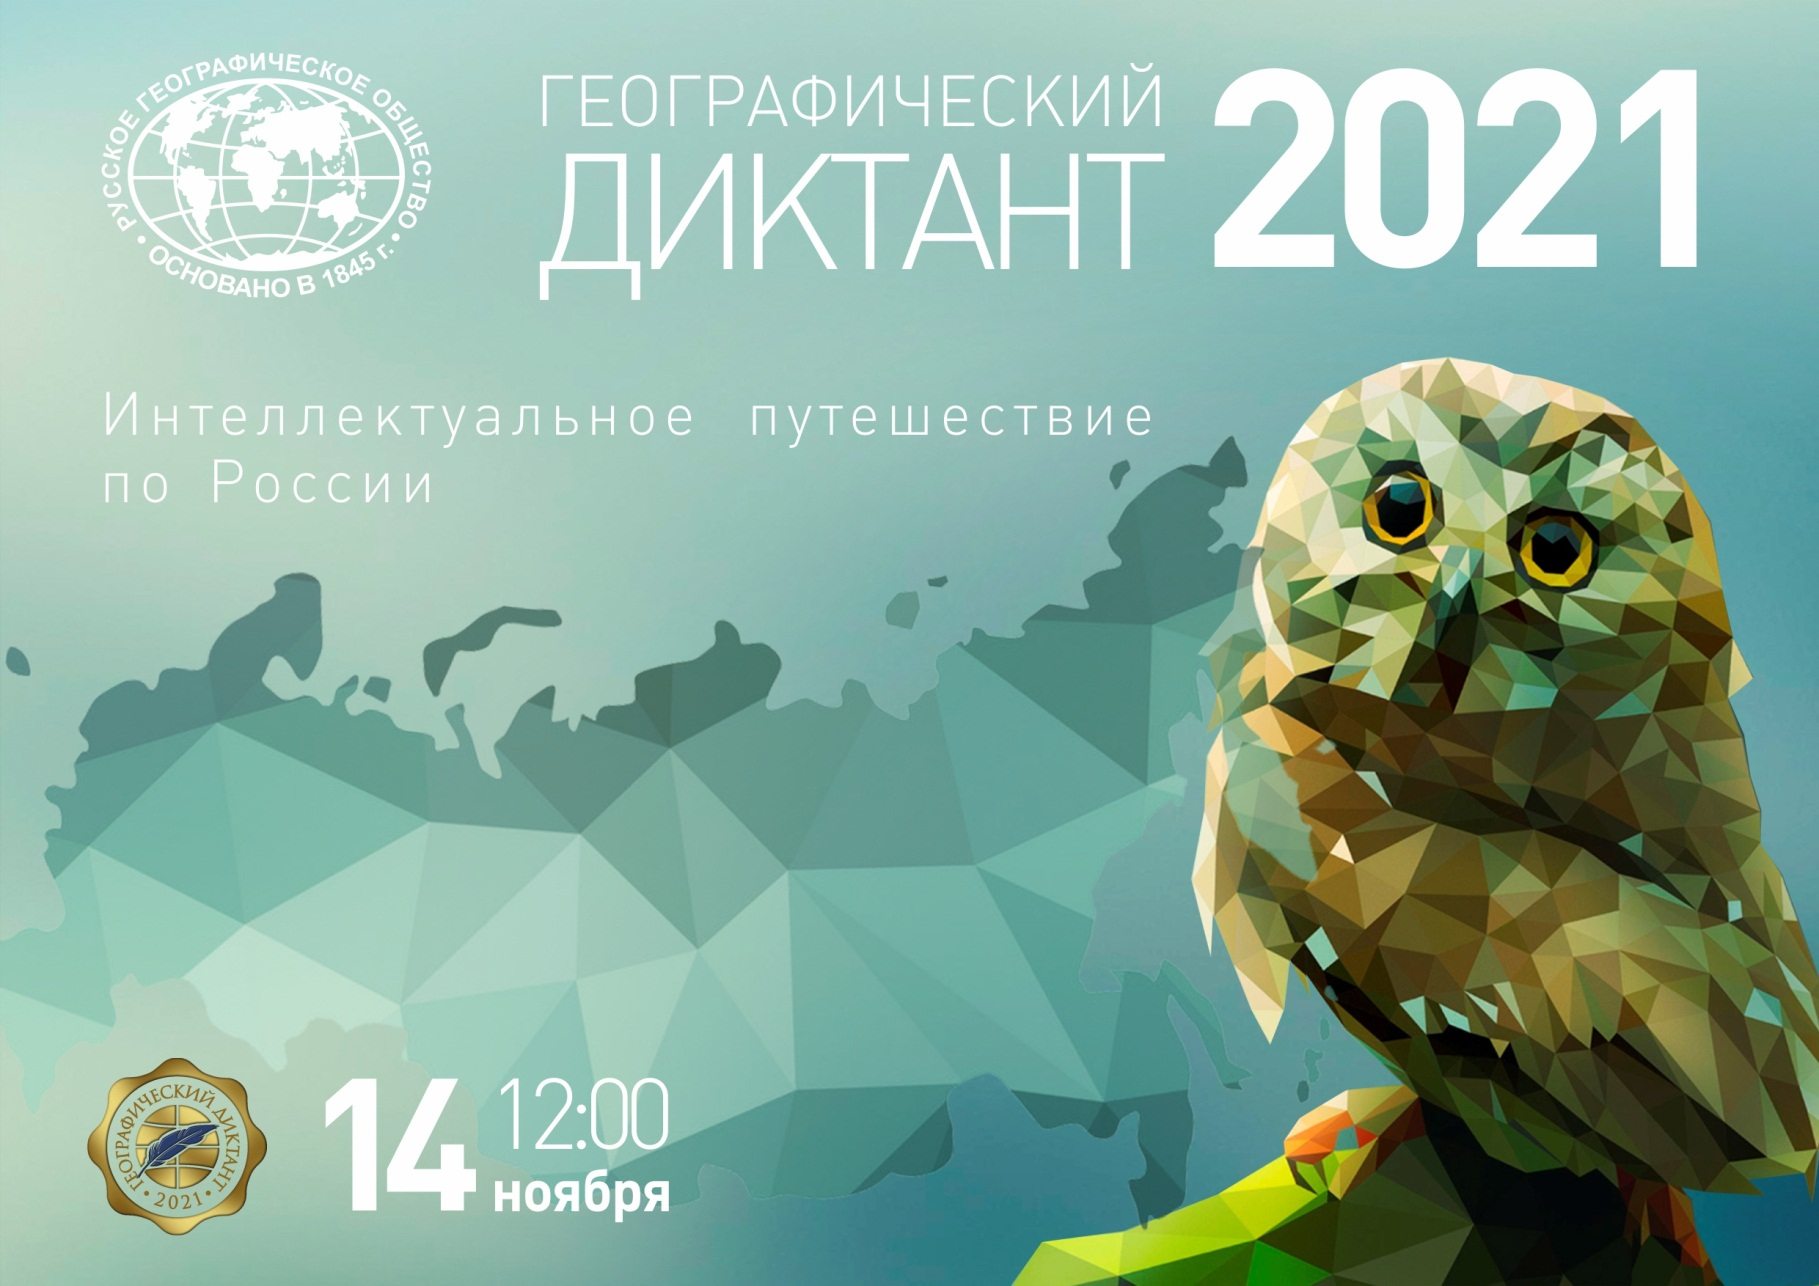 РУССКОЕ ГЕОГРАФИЧЕСКОЕ ОБЩЕСТВО
• ОСНОВАНО В 1845 г. •
ГЕОГРАФИЧЕСКИЙ
ДИКТАНТ
2021
Интеллектуальное путешествие
по России
ГЕОГРАФИЧЕСКИЙ ДИКТАНТ
• 2021 •
14
12:00
ноября